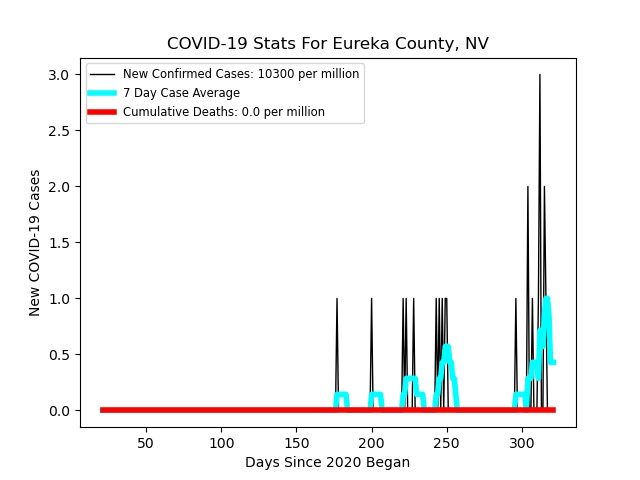 COVID-19 Stats For Eureka County, NV
New Confirmed Cases: 10300 per million
7 Day Case Average
Cumulative Deaths: 0.0 per million
New COVID-19 Cases
3.0
2.5
2.0
1.5
1.0
0.5
0.0
50 100 150 200 250 300
Days Since 2020 Began